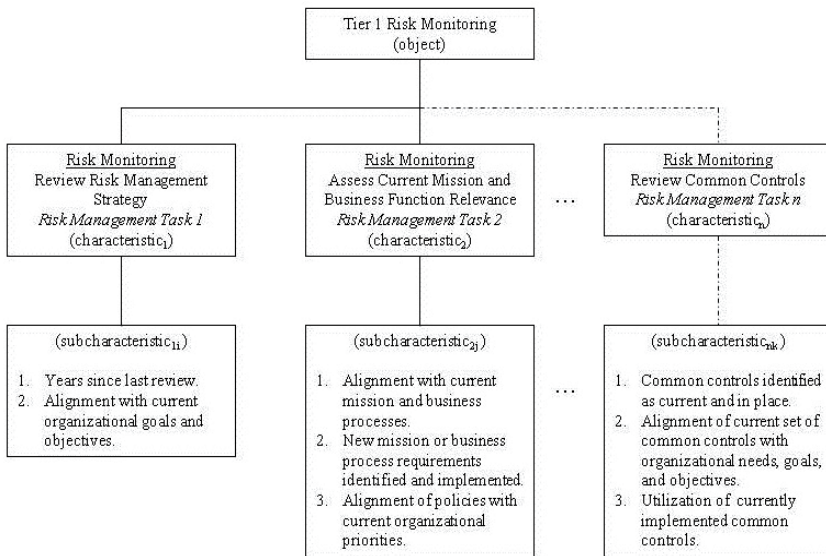 Tier 1 Risk Monitoring
(object)
Risk Monitoring
Review Risk Management
Strategy
Risk Management Task 1
(characteristic₁)
Risk Monitoring
Assess Current Mission and
Business Function Relevance
Risk Management Task 2
(characteristic₂)
...
Risk Monitoring
Review Common Controls
Risk Management Task n
(characteristicₙ)
(subcharacteristic₁ᵢ)
1. Years since last review.
2. Alignment with current
organizational goals and
objectives.
(subcharacteristic₂ⱼ)
1. Alignment with current
mission and business
processes.
2. New mission or business
process requirements
identified and implemented.
3. Alignment of policies with
current organizational
priorities.
...
(subcharacteristicₙₖ)
1. Common controls identified
as current and in place.
2. Alignment of current set of
common controls with
organizational needs, goals,
and objectives.
3. Utilization of currently
implemented common
controls.